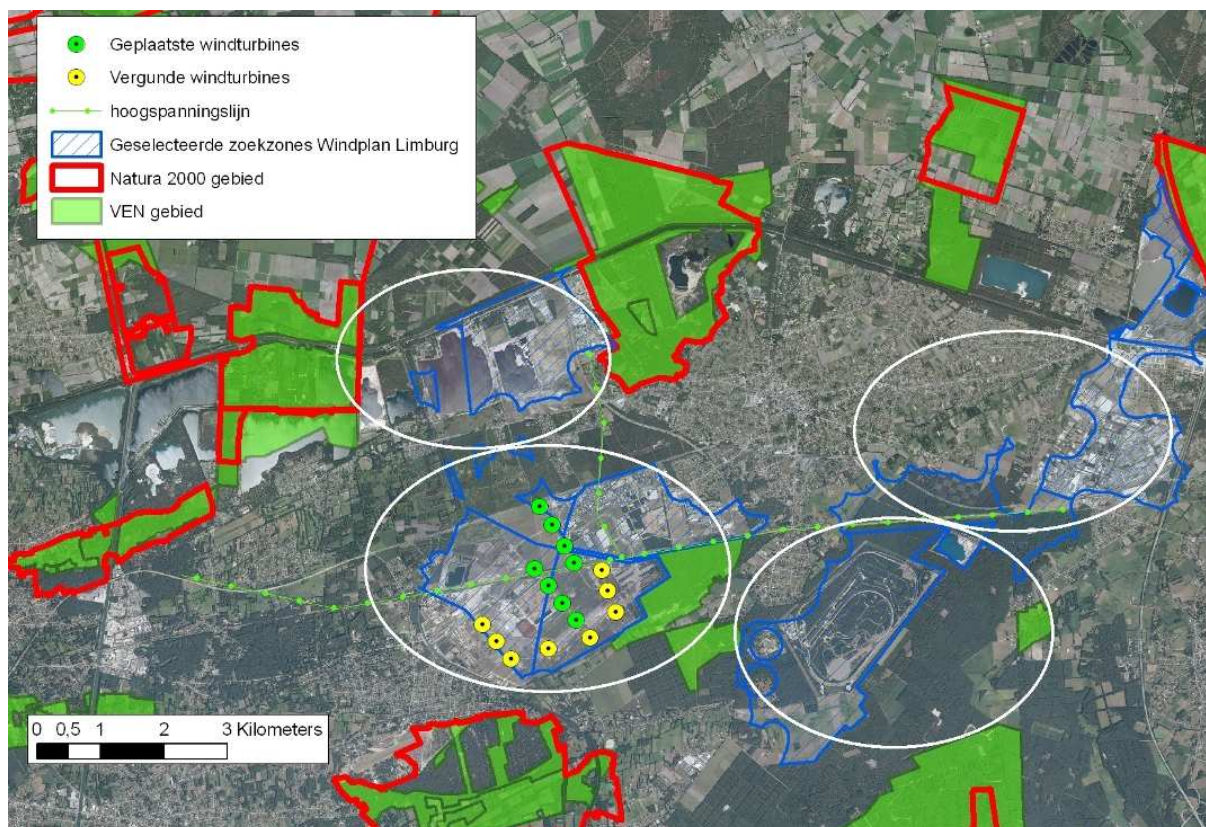 Geplaatste windturbines
Vergunde windturbines
hoogspanningslijn
Geselecteerde zoekzones Windplan Limburg
Natura 2000 gebied
VEN gebied
0 0,5 1 2 3 Kilometers